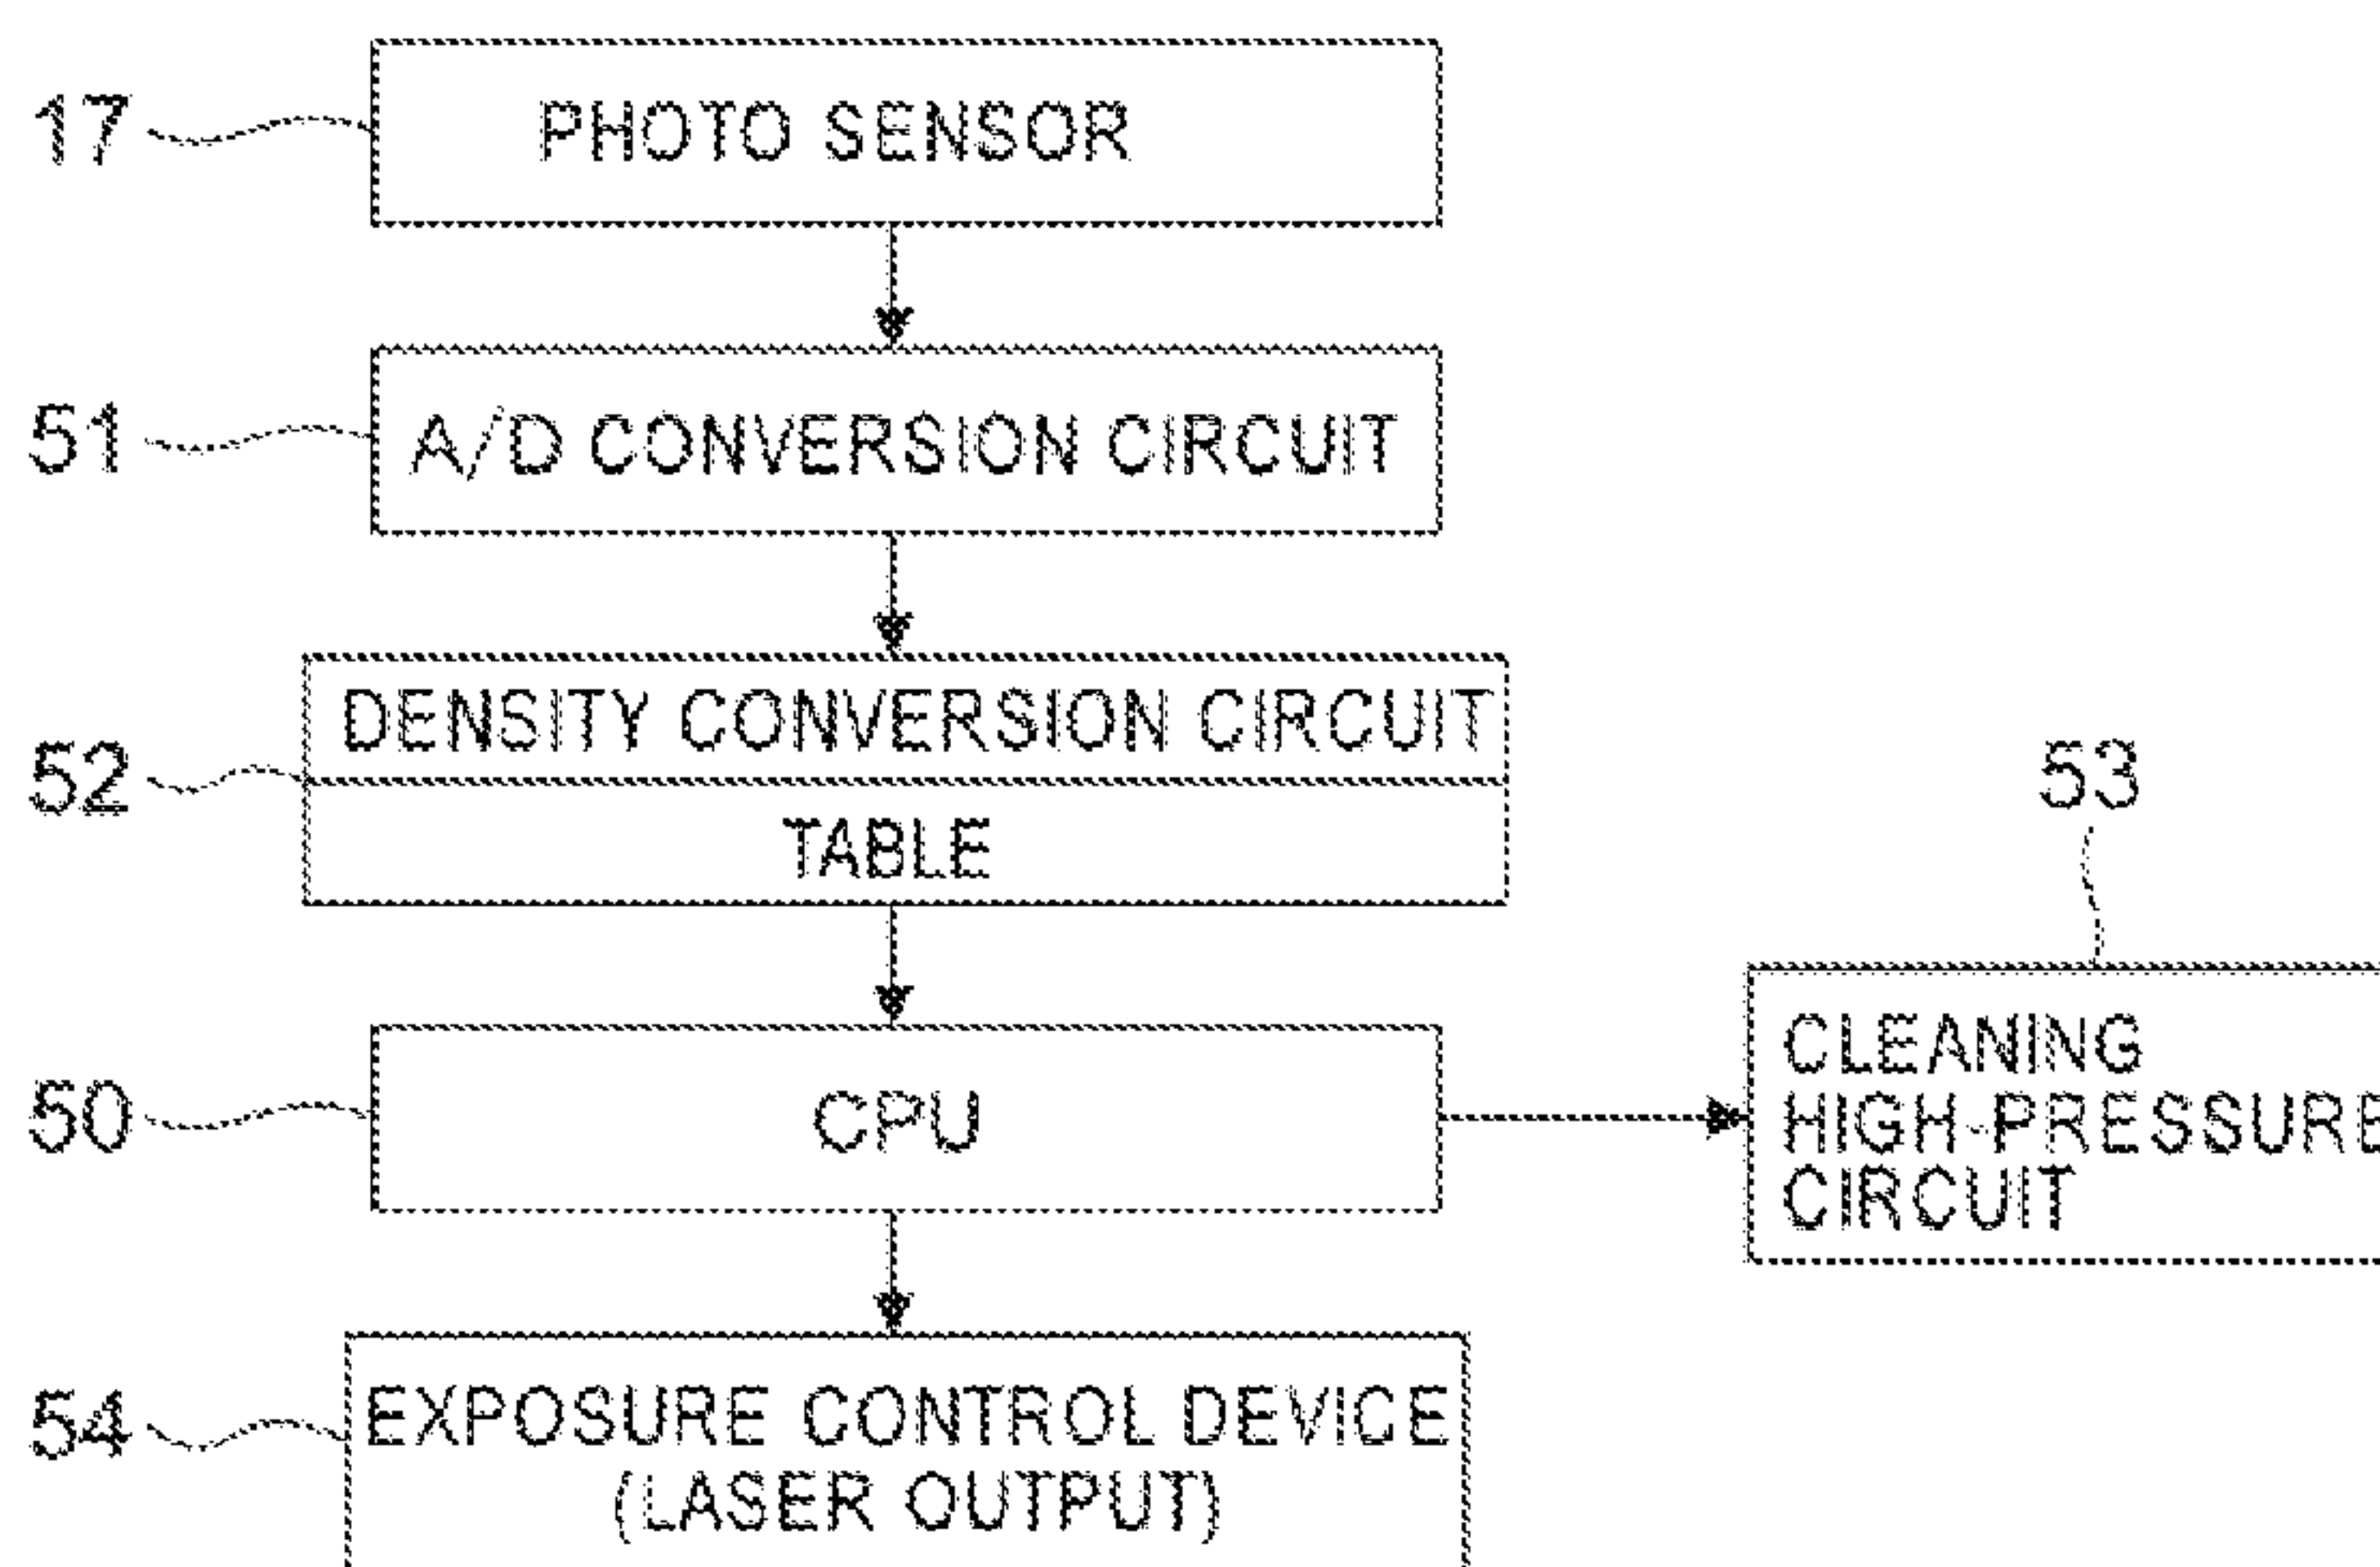 17
PHOTO SENSOR
51
A/D CONVERSION CIRCUIT
52
DENSITY CONVERSION CIRCUIT
TABLE
53
50
CPU
CLEANING
HIGH-PRESSURE
CIRCUIT
54
EXPOSURE CONTROL DEVICE
(LASER OUTPUT)